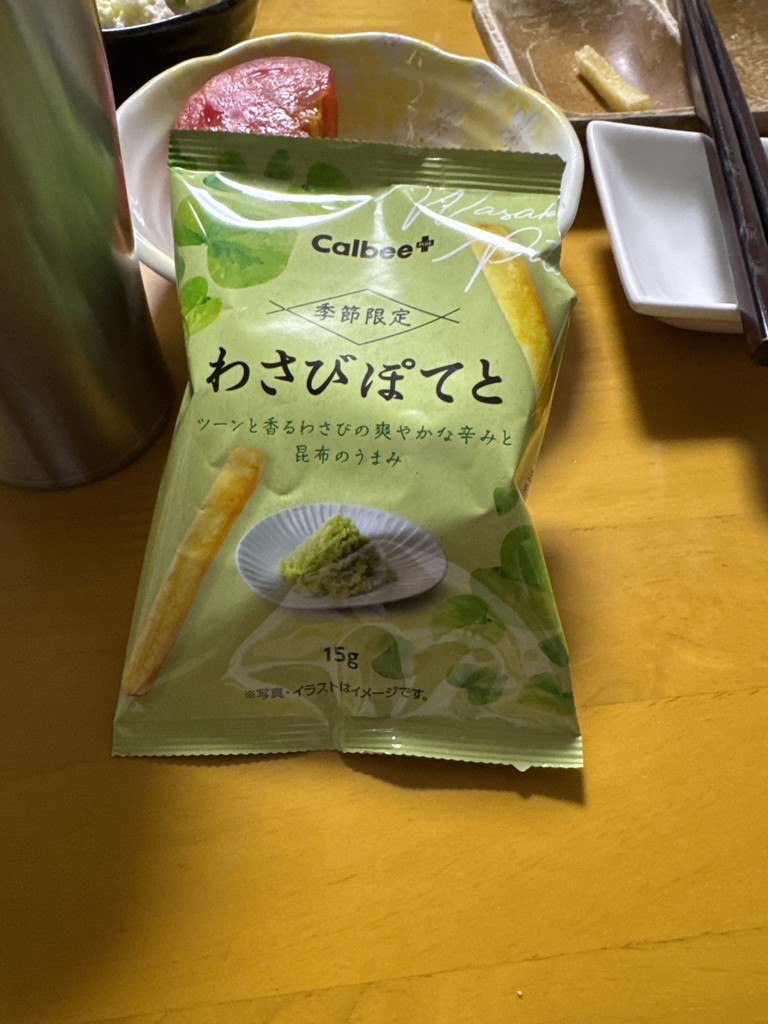 Wasabi
Calbee+
PLUS
季節限定
わさびぽてと
ツーンと香るわさびの爽やかな辛みと
昆布のうまみ
15g
※写真・イラストはイメージです。